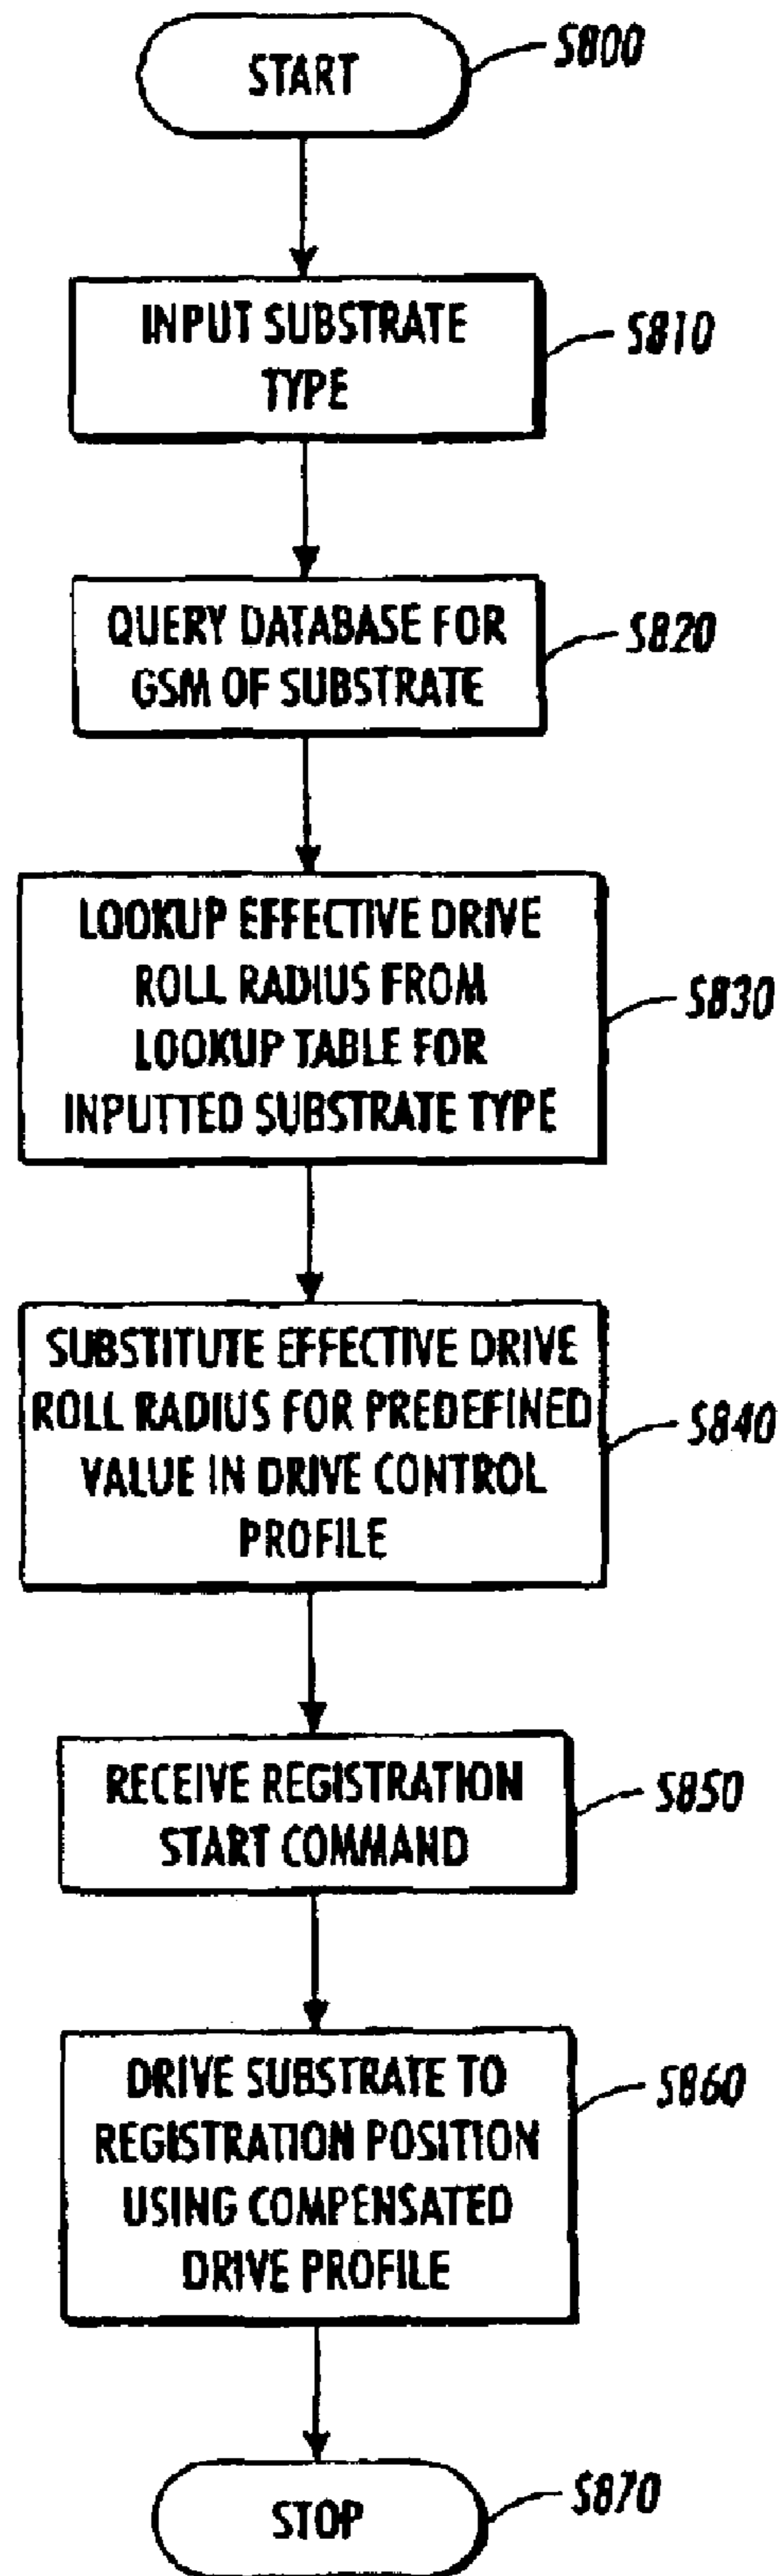 START
S800
INPUT SUBSTRATE
TYPE
S810
QUERY DATABASE FOR
GSM OF SUBSTRATE
S820
LOOKUP EFFECTIVE DRIVE
ROLL RADIUS FROM
LOOKUP TABLE FOR
INPUTTED SUBSTRATE TYPE
S830
SUBSTITUTE EFFECTIVE DRIVE
ROLL RADIUS FOR PREDEFINED
VALUE IN DRIVE CONTROL
PROFILE
S840
RECEIVE REGISTRATION
START COMMAND
S850
DRIVE SUBSTRATE TO
REGISTRATION POSITION
USING COMPENSATED
DRIVE PROFILE
S860
STOP
S870